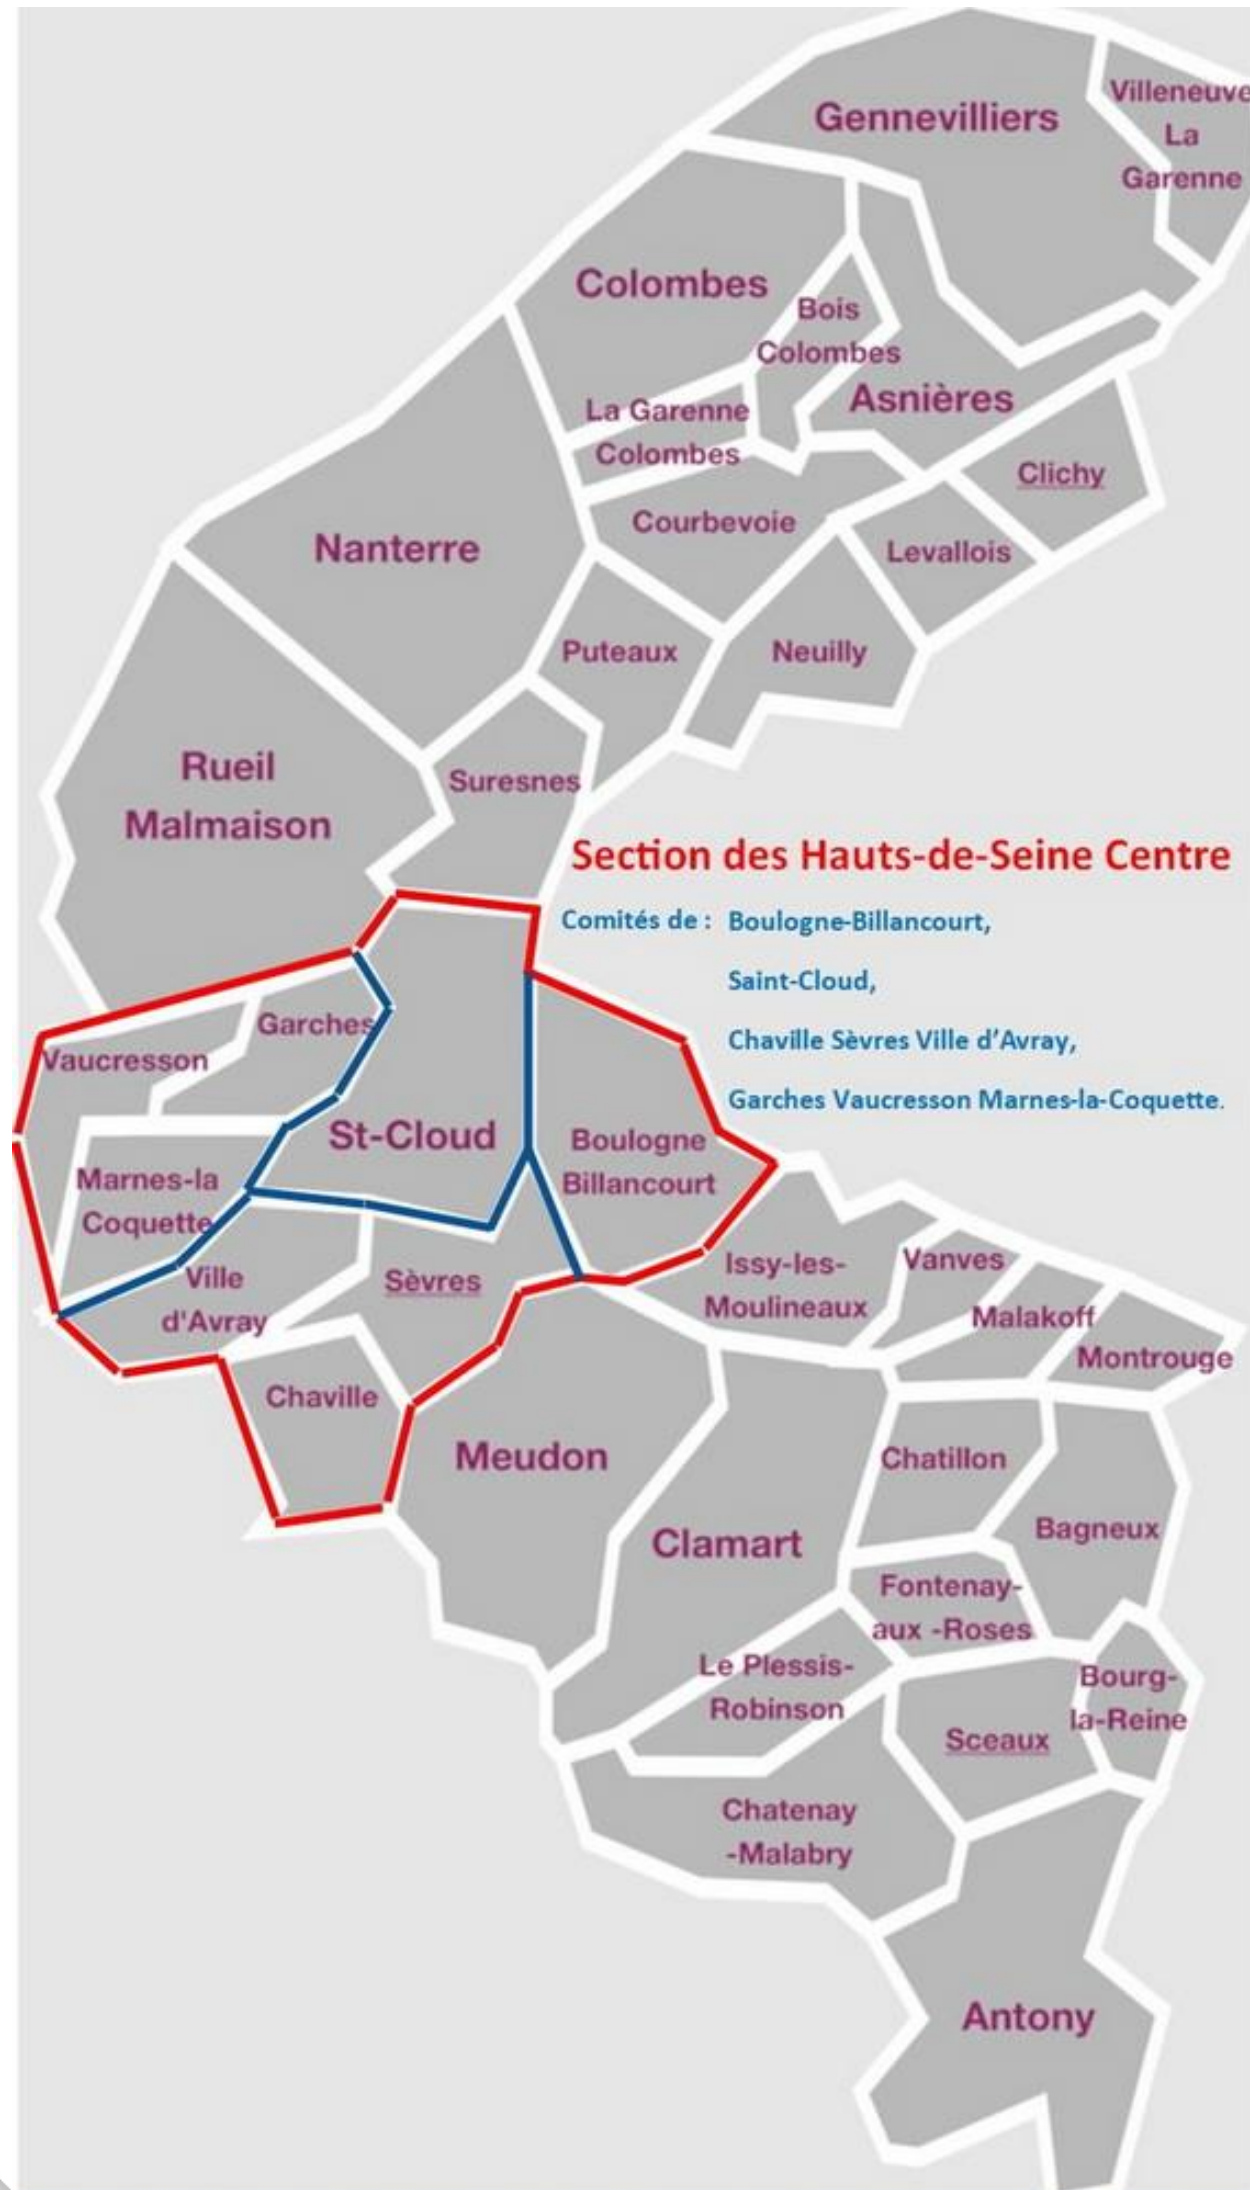 Gennevilliers
Villeneuve
La
Garenne
Colombes
Bois
Colombes
La Garenne
Colombes
Asnières
Clichy
Courbevoie
Levallois
Nanterre
Puteaux
Neuilly
Rueil
Malmaison
Suresnes
Section des Hauts-de-Seine Centre
Comités de : Boulogne-Billancourt,
Saint-Cloud,
Chaville Sèvres Ville d’Avray,
Garches Vaucresson Marnes-la-Coquette.
Garches
Vaucresson
St-Cloud
Boulogne
Billancourt
Marnes-la
Coquette
Ville
d'Avray
Sèvres
Issy-les-
Moulineaux
Vanves
Malakoff
Montrouge
Chaville
Meudon
Chatillon
Clamart
Bagneux
Fontenay-
aux -Roses
Le Plessis-
Robinson
Bourg-
la-Reine
Sceaux
Chatenay
-Malabry
Antony